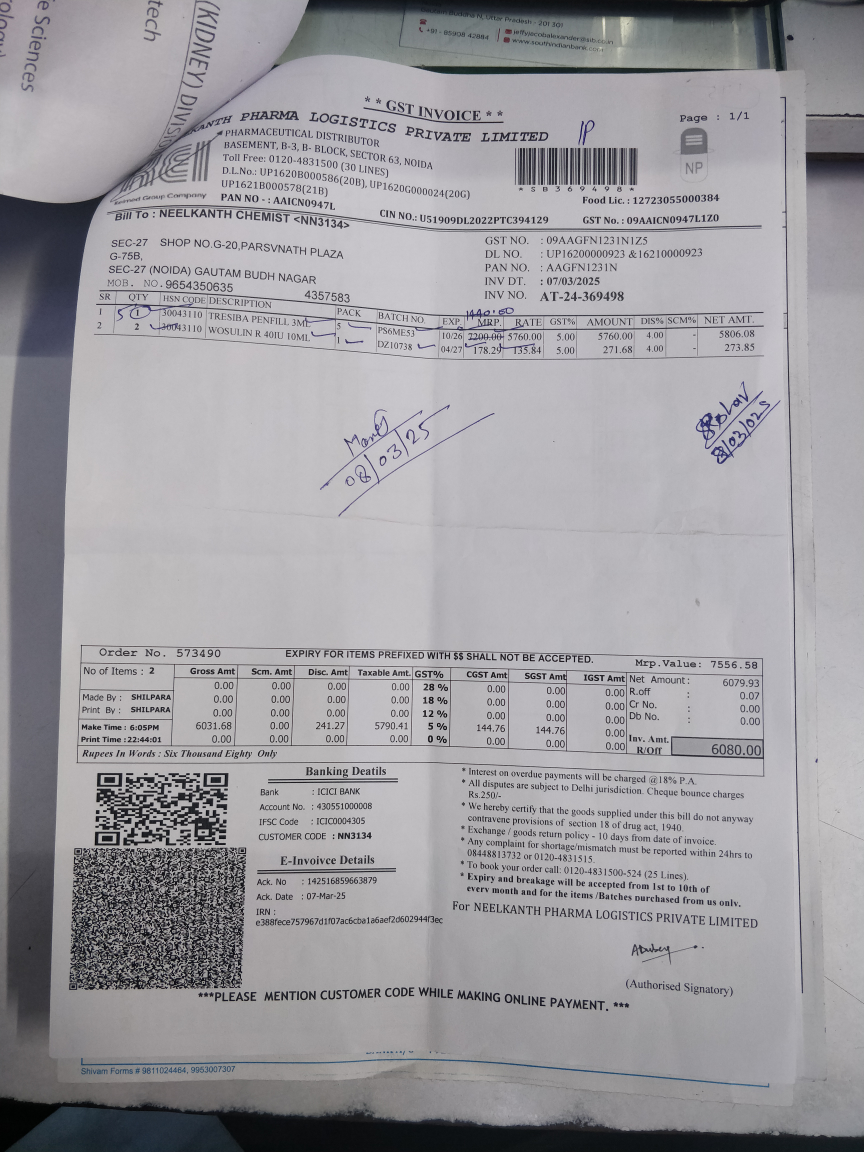 (KIDNEY) DIVIS
e Sciences
tech
Uttar Pradesh - 201 301
+91 - 85908 42884
jeffyjacobalexander@sib.co.in
www.southindianbank.com
** GST INVOICE **
KANTH PHARMA LOGISTICS PRIVATE LIMITED
IP
Page : 1/1
PHARMACEUTICAL DISTRIBUTOR
BASEMENT, B-3, B- BLOCK, SECTOR 63, NOIDA
Toll Free: 0120-4831500 (30 LINES)
D.L.No.: UP1620B000586(20B), UP1620G000024(20G)
UP1621B000578(21B)
PAN NO - : AAICN0947L
NP
*SB369498*
Food Lic. : 12723055000384
Group Company
CIN NO.: U51909DL2022PTC394129
GST No. : 09AAICN0947L1Z0
Bill To : NEELKANTH CHEMIST <NN3134>
SEC-27 SHOP NO.G-20,PARSVNATH PLAZA
G-75B,
SEC-27 (NOIDA) GAUTAM BUDH NAGAR
MOB. NO.9654350635 4357583
GST NO. : 09AAGFN1231N1Z5
DL NO. : UP16200000923 &16210000923
PAN NO. : AAGFN1231N
INV DT. : 07/03/2025
INV NO. AT-24-369498
1440.00
SR QTY HSN CODE DESCRIPTION PACK BATCH NO. EXP. MRP. RATE GST% AMOUNT DIS% SCM% NET AMT.
1 5 1 30043110 TRESIBA PENFILL 3ML 5 PS6ME53 10/26 7200.00 5760.00 5.00 5760.00 4.00 - 5806.08
2 2 30043110 WOSULIN R 40IU 10ML 1 DZ10738 04/27 178.29 135.84 5.00 271.68 4.00 - 273.85
08/03/25
8/03/025
Order No. 573490 EXPIRY FOR ITEMS PREFIXED WITH $$ SHALL NOT BE ACCEPTED. Mrp.Value: 7556.58
No of Items : 2 Gross Amt Scm. Amt Disc. Amt Taxable Amt. GST% CGST Amt SGST Amt IGST Amt Net Amount : 6079.93
0.00 0.00 0.00 0.00 28 % 0.00 0.00 0.00 R.off : 0.07
Made By : SHILPARA 0.00 0.00 0.00 0.00 18 % 0.00 0.00 0.00 Cr No. : 0.00
Print By : SHILPARA 0.00 0.00 0.00 0.00 12 % 0.00 0.00 0.00 Db No. : 0.00
Make Time : 6:05PM 6031.68 0.00 241.27 5790.41 5 % 144.76 144.76 0.00 Inv. Amt.
Print Time : 22:44:01 0.00 0.00 0.00 0.00 0 % 0.00 0.00 0.00 R/Off 6080.00
Rupees In Words : Six Thousand Eighty Only
Banking Deatils
Bank : ICICI BANK
Account No. : 430551000008
IFSC Code : ICIC0004305
CUSTOMER CODE : NN3134
E-Invoivce Details
Ack. No : 142516859663879
Ack. Date : 07-Mar-25
IRN :
e388fece757967d1f07ac6cba1a6aef2d602944f3ec
* Interest on overdue payments will be charged @18% P.A.
* All disputes are subject to Delhi jurisdiction. Cheque bounce charges
Rs.250/-
* We hereby certify that the goods supplied under this bill do not anyway
contravene provisions of section 18 of drug act, 1940.
* Exchange / goods return policy - 10 days from date of invoice.
* Any complaint for shortage/mismatch must be reported within 24hrs to
08448813732 or 0120-4831515.
* To book your order call: 0120-4831500-524 (25 Lines).
* Expiry and breakage will be accepted from 1st to 10th of
every month and for the items /Batches purchased from us only.
For NEELKANTH PHARMA LOGISTICS PRIVATE LIMITED
(Authorised Signatory)
***PLEASE MENTION CUSTOMER CODE WHILE MAKING ONLINE PAYMENT. ***
Shivam Forms # 9811024464, 9953007307